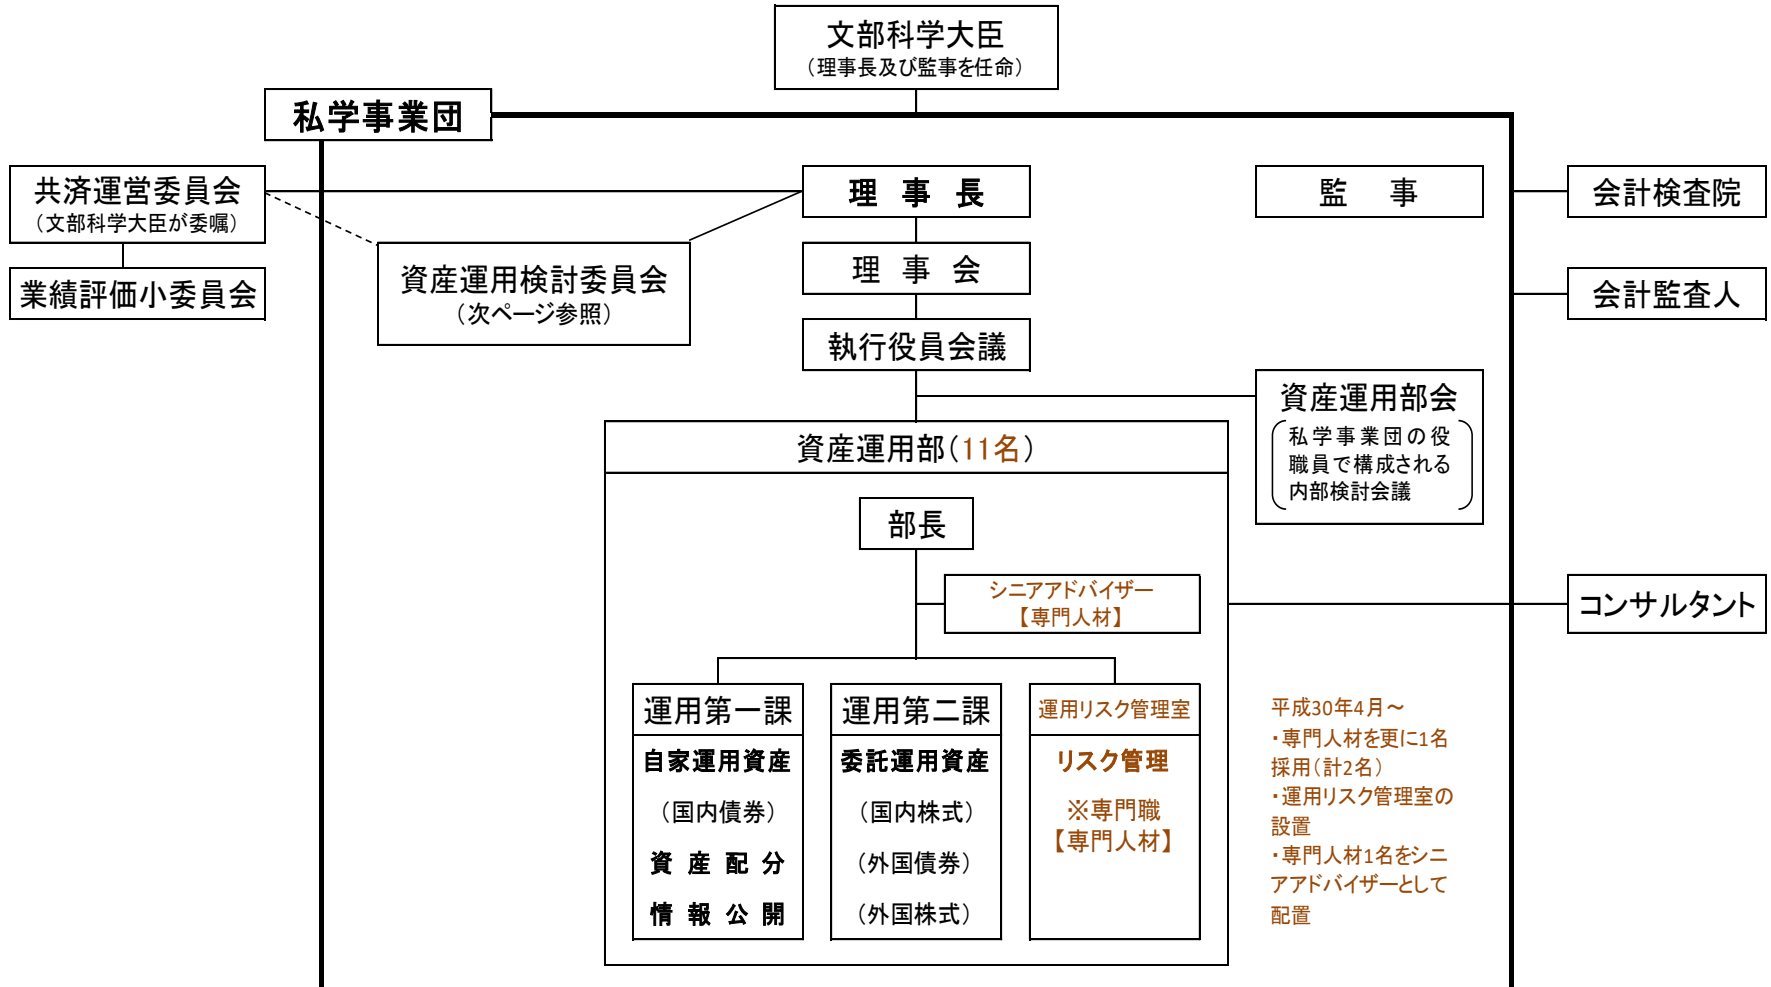 文部科学大臣
（理事長及び監事を任命）
私学事業団
共済運営委員会
（文部科学大臣が委嘱）
業績評価小委員会
資産運用検討委員会
（次ページ参照）
理 事 長
理 事 会
執行役員会議
監 事
会計検査院
会計監査人
資産運用部会
私学事業団の役
職員で構成される
内部検討会議
資産運用部（11名）
部長
シニアアドバイザー
【専門人材】
コンサルタント
運用第一課
自家運用資産
（国内債券）
資 産 配 分
情 報 公 開
運用第二課
委託運用資産
（国内株式）
（外国債券）
（外国株式）
運用リスク管理室
リスク管理
※専門職
【専門人材】
平成30年4月～
・専門人材を更に1名
採用（計2名）
・運用リスク管理室の
設置
・専門人材1名をシニ
アアドバイザーとして
配置